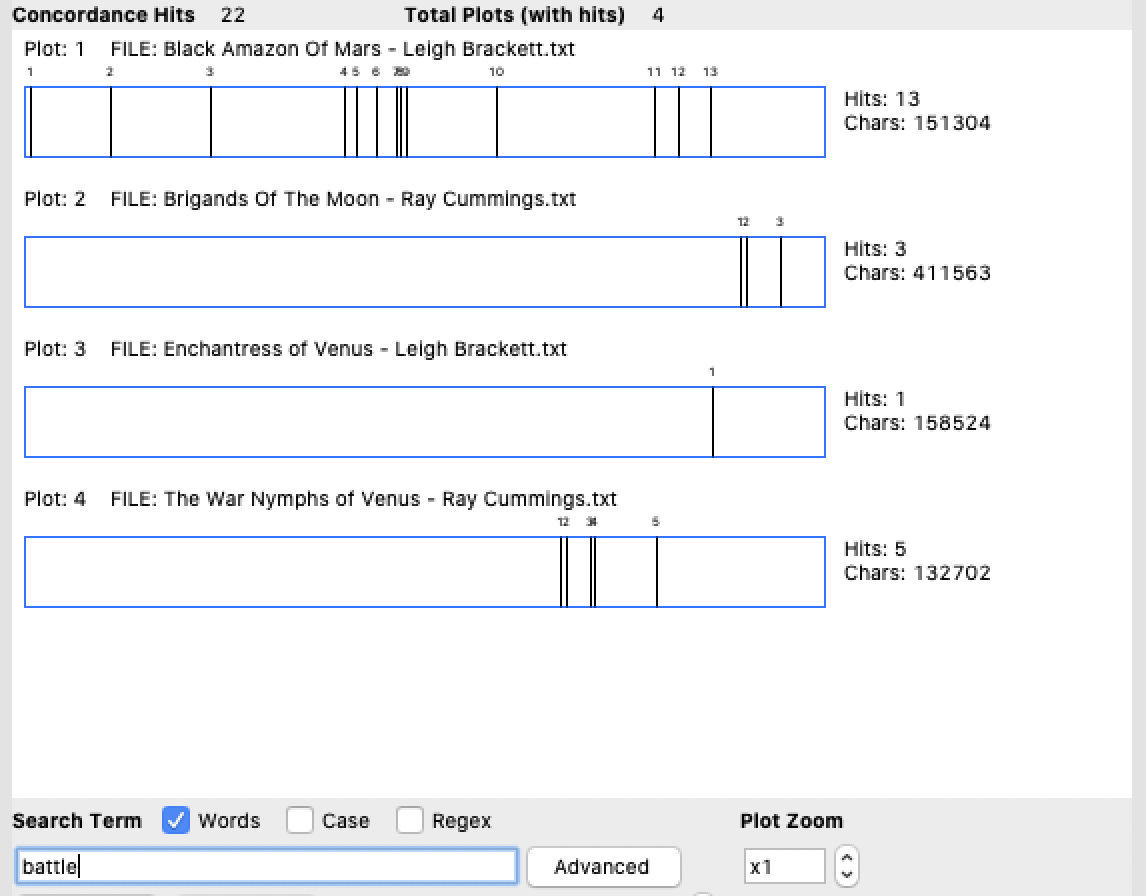 Concordance Hits 22 Total Plots (with hits) 4
Plot: 1 FILE: Black Amazon Of Mars - Leigh Brackett.txt
1 2 3 4 5 6 7 8 9 10 11 12 13
Hits: 13
Chars: 151304
Plot: 2 FILE: Brigands Of The Moon - Ray Cummings.txt
1 2 3
Hits: 3
Chars: 411563
Plot: 3 FILE: Enchantress of Venus - Leigh Brackett.txt
1
Hits: 1
Chars: 158524
Plot: 4 FILE: The War Nymphs of Venus - Ray Cummings.txt
1 2 3 4 5
Hits: 5
Chars: 132702
Search Term Words Case Regex Plot Zoom
battle Advanced x1